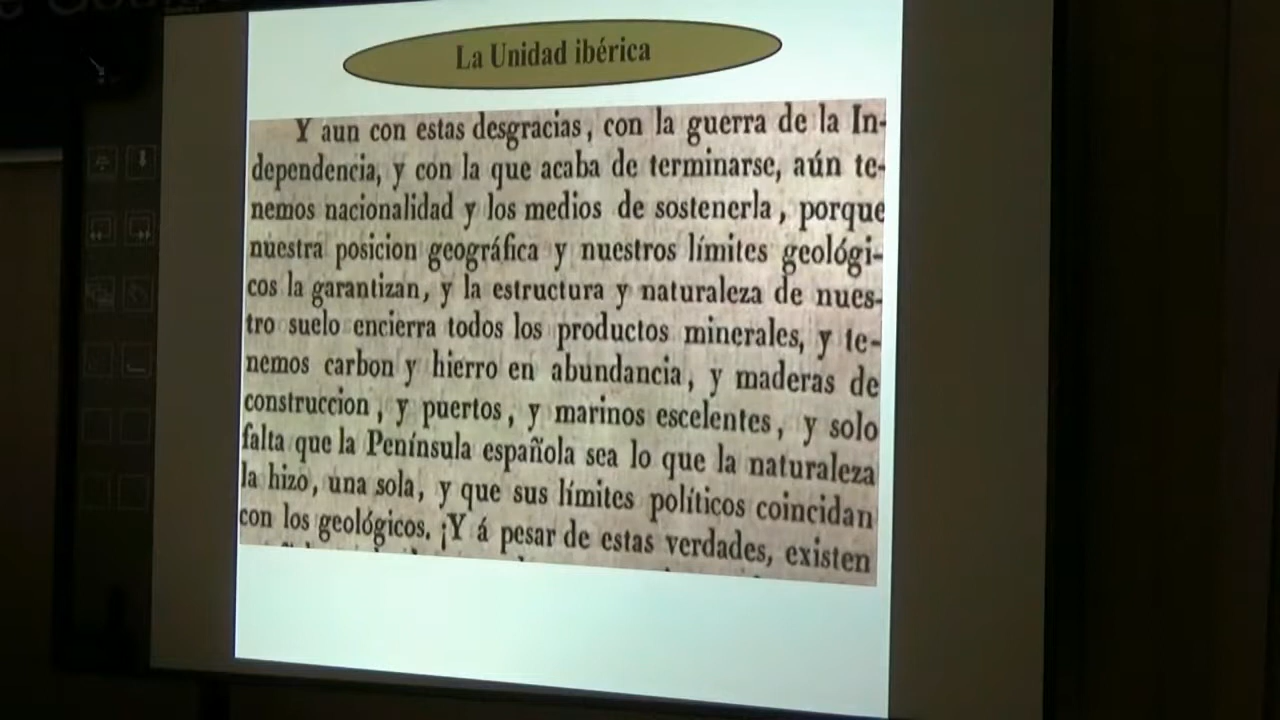 La Unidad ibérica
Y aun con estas desgracias, con la guerra de la In-
dependencia, y con la que acaba de terminarse, aún te-
nemos nacionalidad y los medios de sostenerla, porque
nuestra posicion geográfica y nuestros límites geológi-
cos la garantizan, y la estructura y naturaleza de nues-
tro suelo encierra todos los productos minerales, y te-
nemos carbon y hierro en abundancia, y maderas de
construccion, y puertos, y marinos escelentes, y solo
falta que la Península española sea lo que la naturaleza
la hizo, una sola, y que sus límites políticos coincidan
con los geológicos. ¡Y á pesar de estas verdades, existen